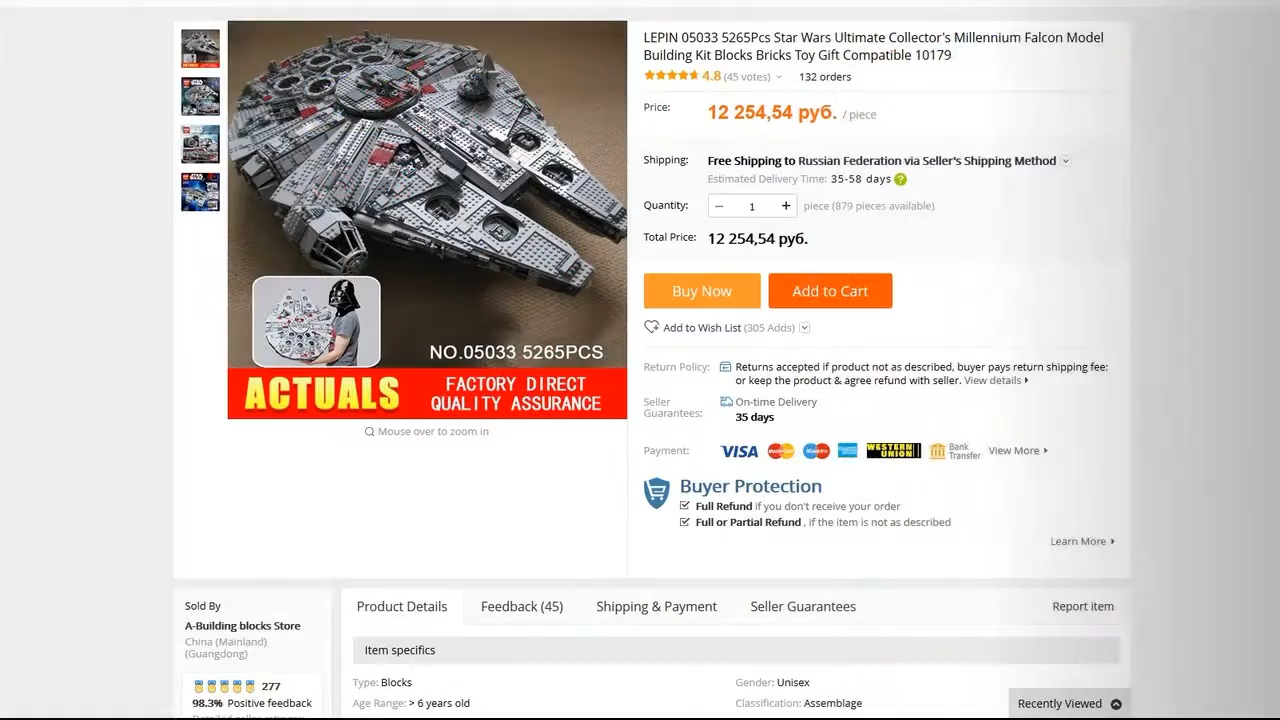 LEPIN 05033 5265Pcs Star Wars Ultimate Collector's Millennium Falcon Model
Building Kit Blocks Bricks Toy Gift Compatible 10179
4.8 (45 votes) 132 orders
Price: 12 254,54 руб. / piece
Shipping: Free Shipping to Russian Federation via Seller's Shipping Method
Estimated Delivery Time: 35-58 days ?
Quantity: − 1 + piece (879 pieces available)
Total Price: 12 254,54 руб.
Buy Now Add to Cart
Add to Wish List (305 Adds)
NO.05033 5265PCS
ACTUALS
FACTORY DIRECT
QUALITY ASSURANCE
Mouse over to zoom in
Return Policy: Returns accepted if product not as described, buyer pays return shipping fee;
or keep the product & agree refund with seller. View details
Seller
Guarantees:
On-time Delivery
35 days
Payment: VISA MasterCard Maestro WESTERN UNION Bank Transfer View More
Buyer Protection
Full Refund if you don't receive your order
Full or Partial Refund , if the item is not as described
Learn More
Sold By
A-Building blocks Store
China (Mainland)
(Guangdong)
277
98.3% Positive feedback
Product Details Feedback (45) Shipping & Payment Seller Guarantees Report item
Item specifics
Type: Blocks Gender: Unisex
Age Range: > 6 years old Classification: Assemblage
Recently Viewed